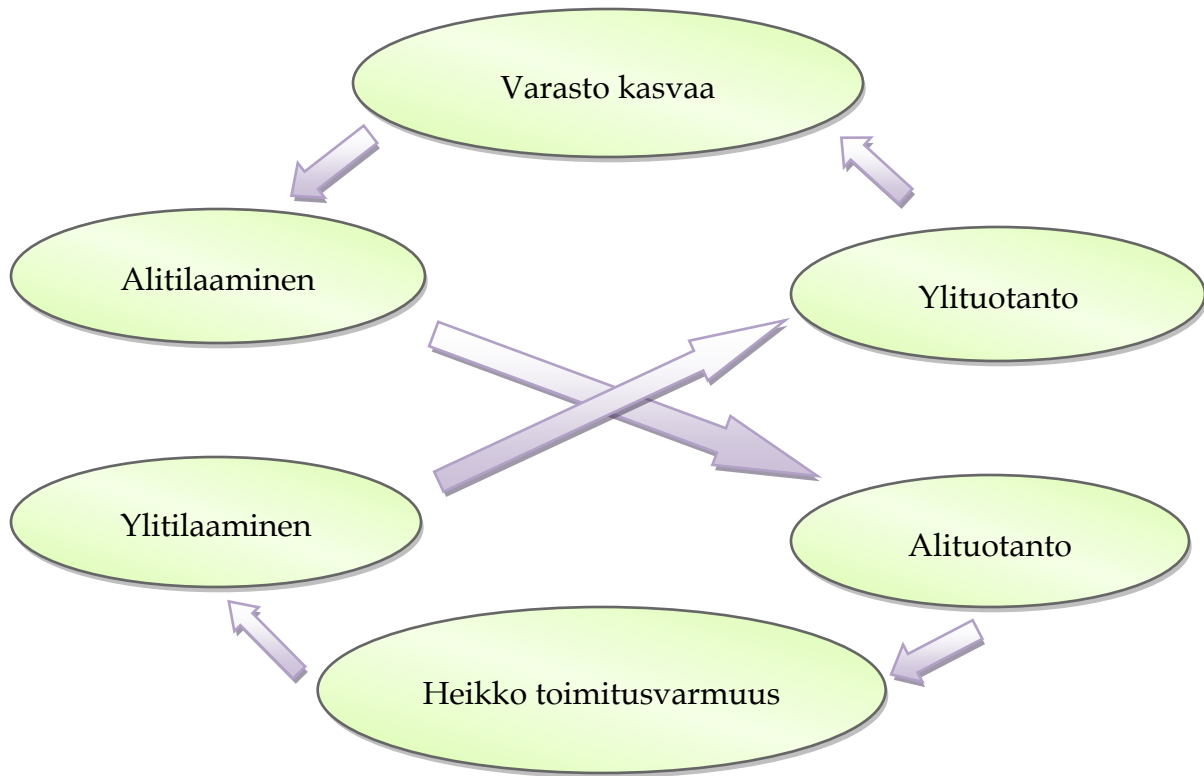 Varasto kasvaa
Alitilaaminen
Ylituotanto
Ylitilaaminen
Alituotanto
Heikko toimitusvarmuus